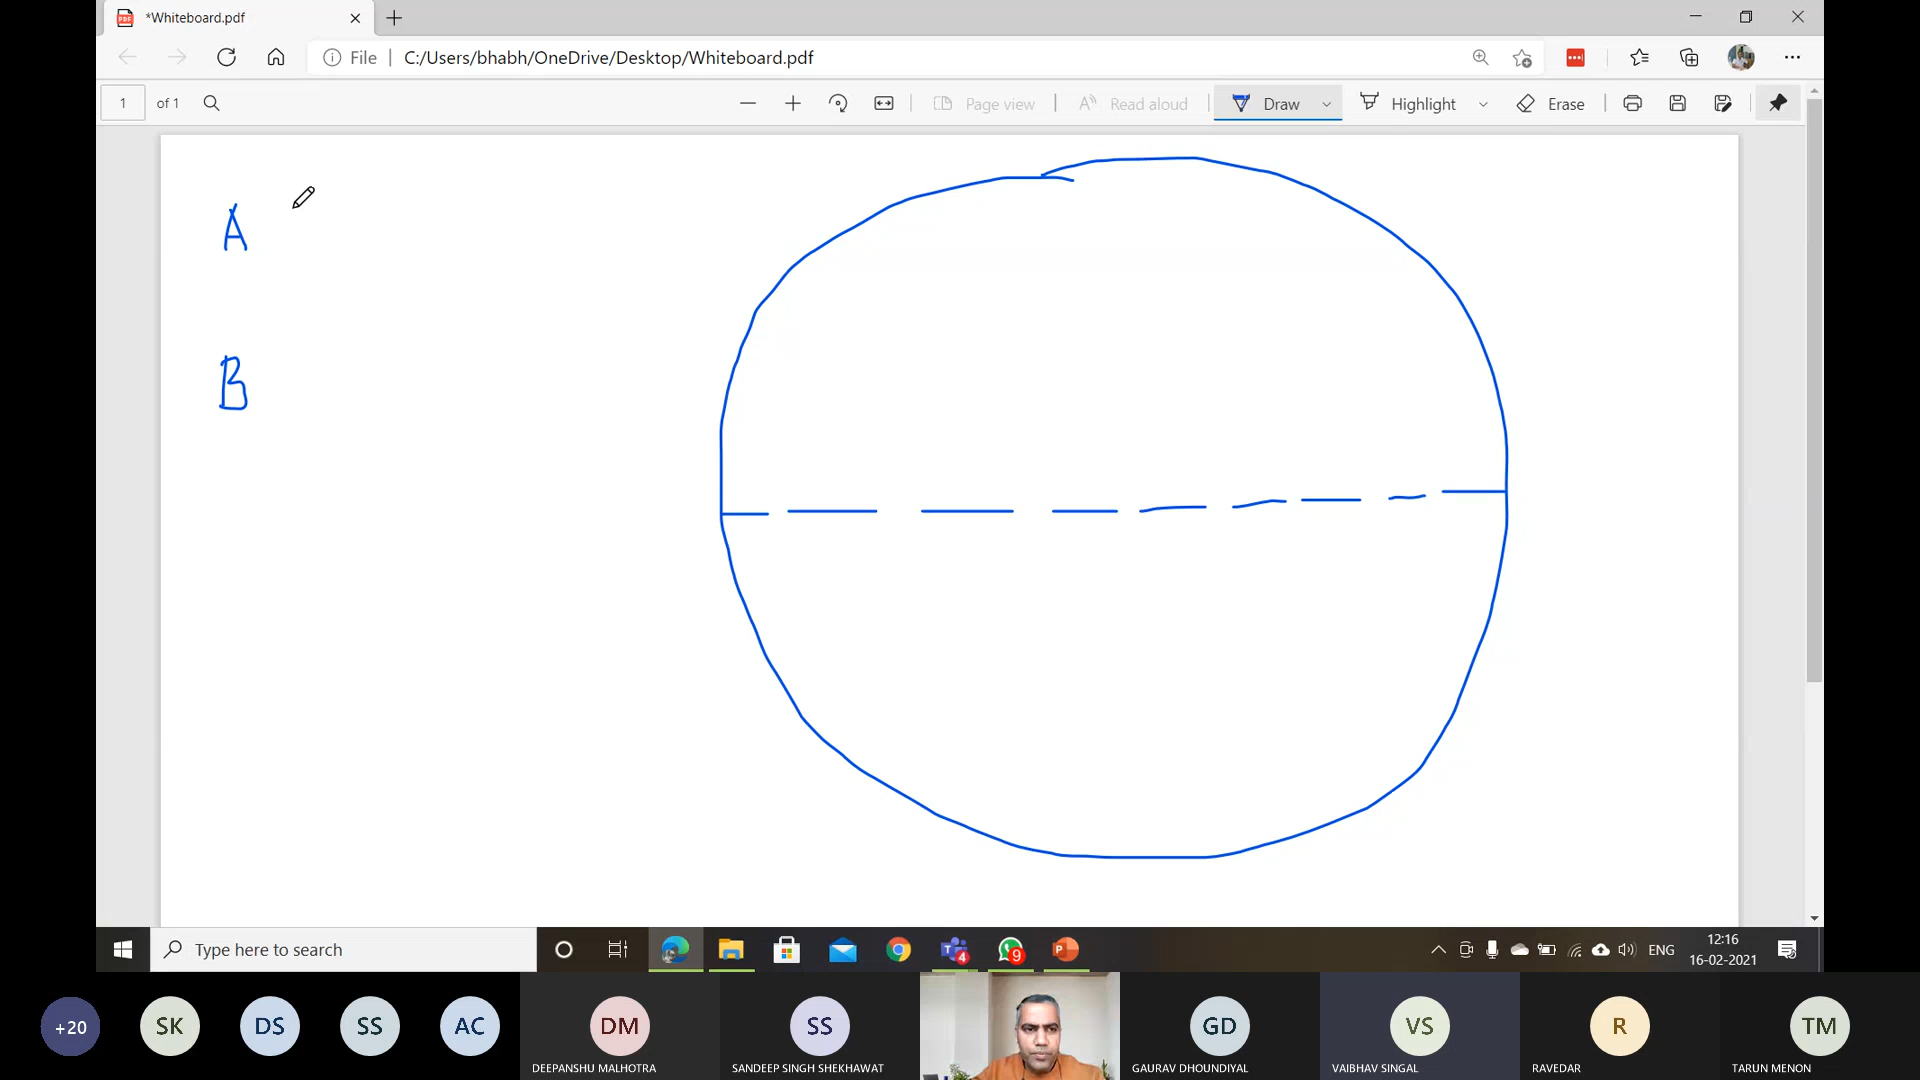 *Whiteboard.pdf
File C:/Users/bhabh/OneDrive/Desktop/Whiteboard.pdf
1 of 1 Page view Read aloud Draw Highlight Erase
A
B
Type here to search
4
9
ENG
12:16
16-02-2021
+20
SK
DS
SS
AC
DM
DEEPANSHU MALHOTRA
SS
SANDEEP SINGH SHEKHAWAT
GD
GAURAV DHOUNDIYAL
VS
VAIBHAV SINGAL
R
RAVEDAR
TM
TARUN MENON